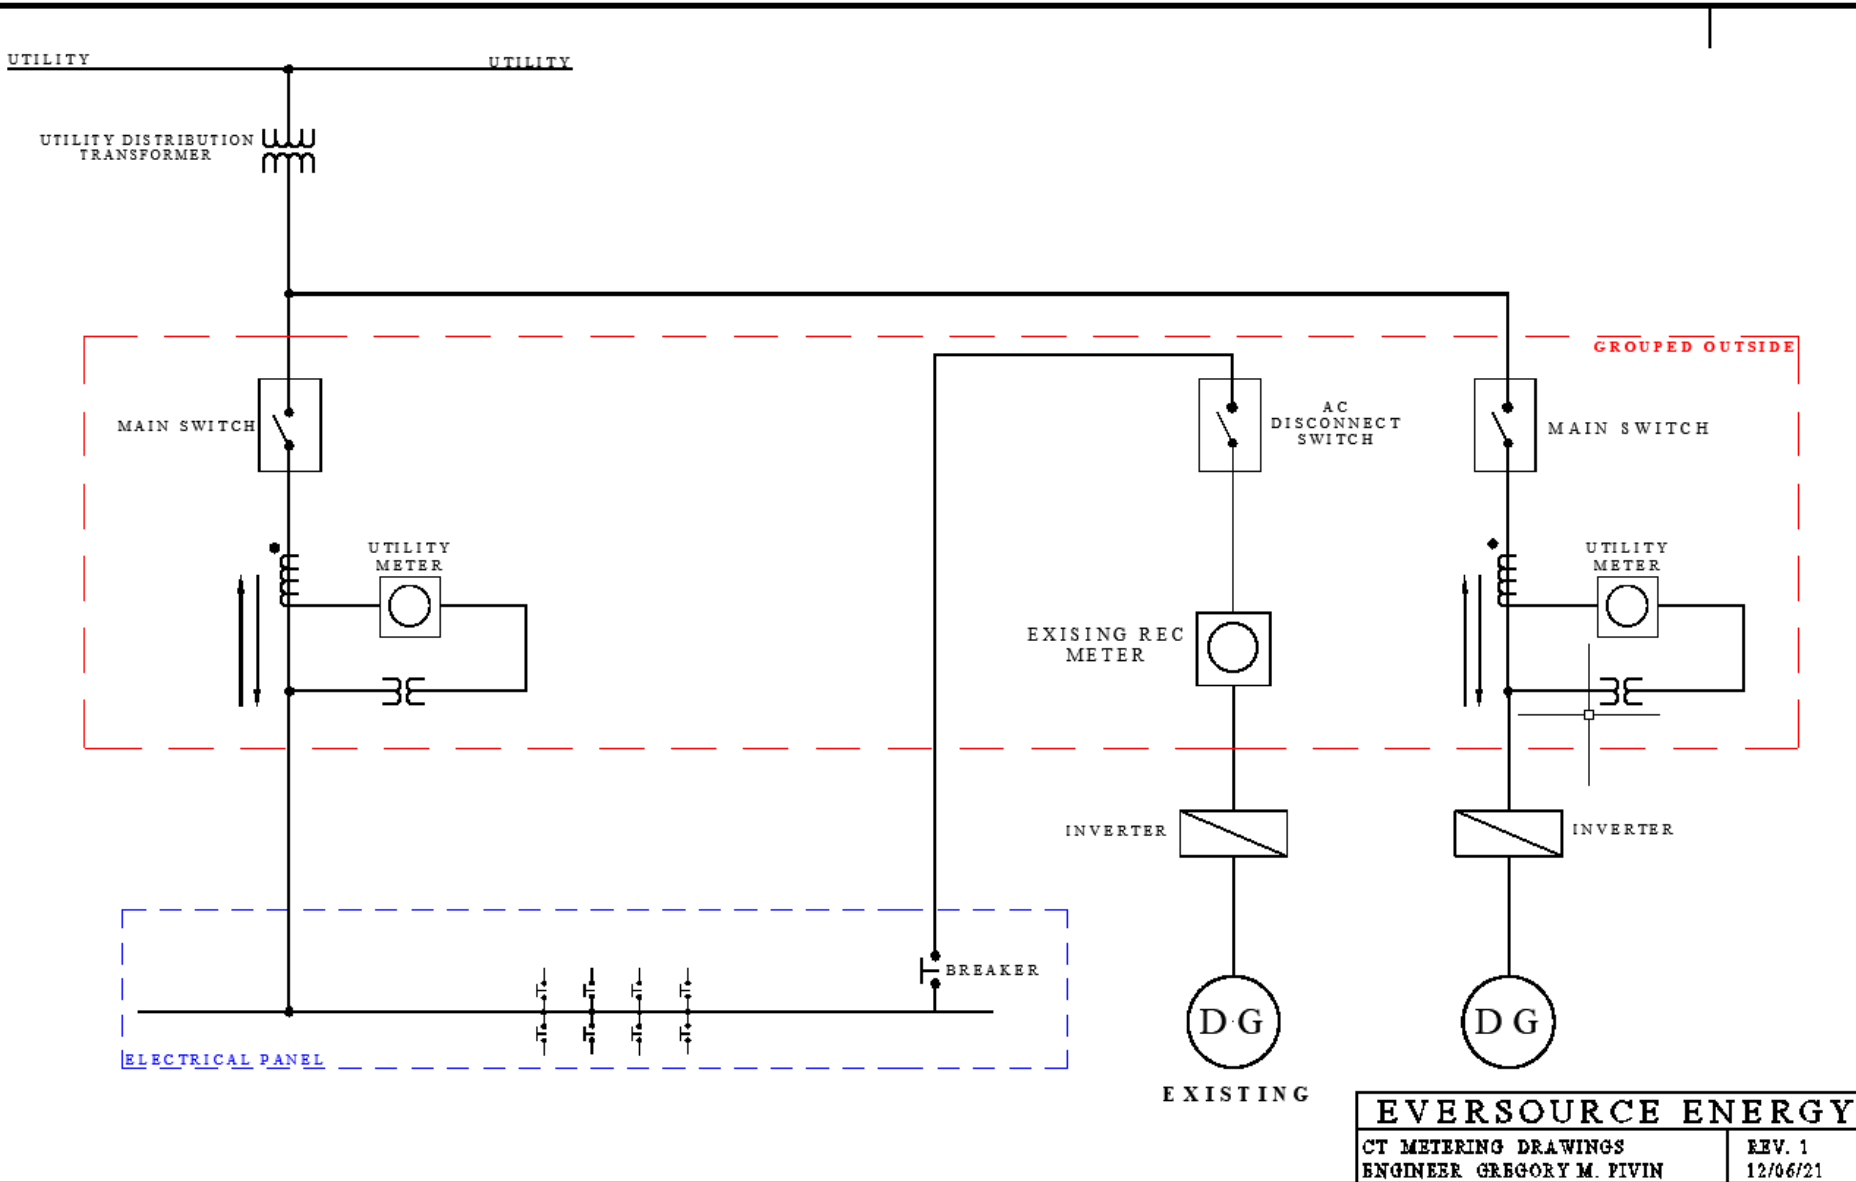 UTILITY
UTILITY
UTILITY DISTRIBUTION
TRANSFORMER
GROUPED OUTSIDE
MAIN SWITCH
AC
DISCONNECT
SWITCH
MAIN SWITCH
UTILITY
METER
UTILITY
METER
EXISING REC
METER
INVERTER
INVERTER
BREAKER
ELECTRICAL PANEL
DG
DG
EXISTING
EVERSOURCE ENERGY
CT METERING DRAWINGS
REV. 1
ENGINEER GREGORY M. PIVIN
12/06/21